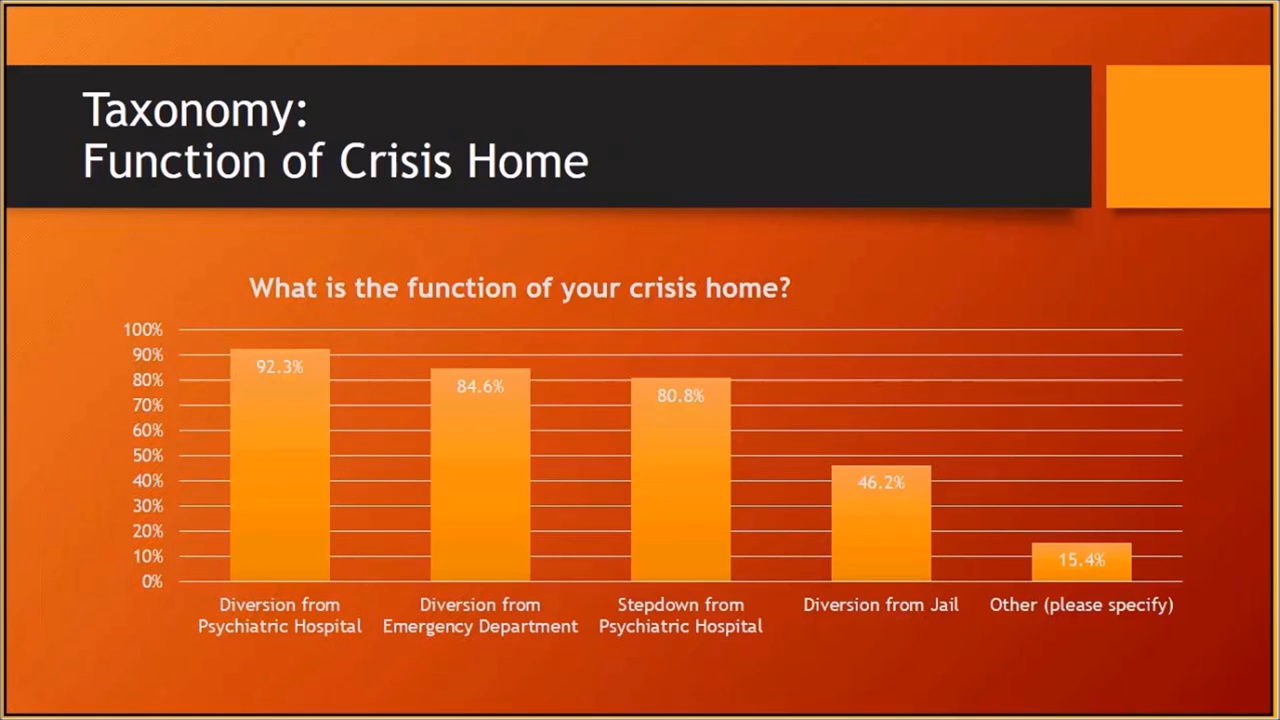 Taxonomy:
Function of Crisis Home
What is the function of your crisis home?
100%
90%
80%
70%
60%
50%
40%
30%
20%
10%
0%
92.3%
84.6%
80.8%
46.2%
15.4%
Diversion from
Psychiatric Hospital
Diversion from
Emergency Department
Stepdown from
Psychiatric Hospital
Diversion from Jail
Other (please specify)